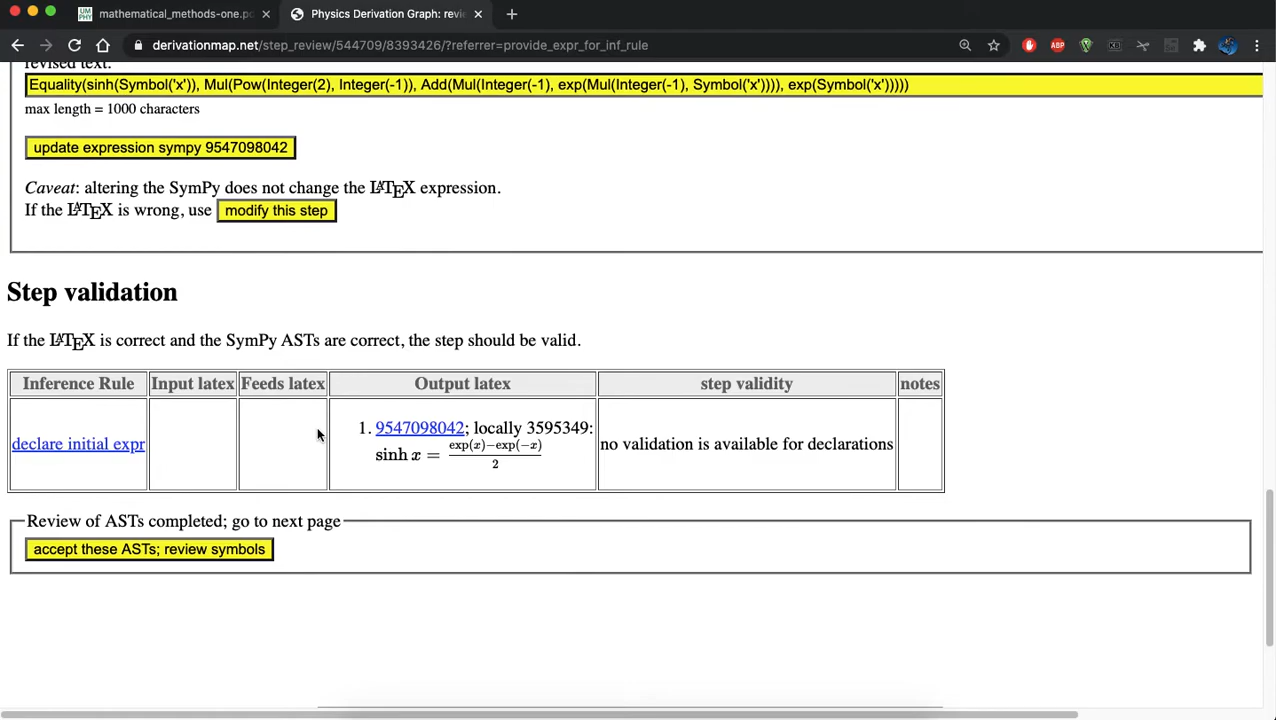 mathematical_methods-one.pd
Physics Derivation Graph: revie
derivationmap.net/step_review/544709/8393426/?referrer=provide_expr_for_inf_rule
ABP
revised text:
Equality(sinh(Symbol('x')), Mul(Pow(Integer(2), Integer(-1)), Add(Mul(Integer(-1), exp(Mul(Integer(-1), Symbol('x')))), exp(Symbol('x')))))
max length = 1000 characters
update expression sympy 9547098042
Caveat: altering the SymPy does not change the LATEX expression.
If the LATEX is wrong, use modify this step
Step validation
If the LATEX is correct and the SymPy ASTs are correct, the step should be valid.
Inference Rule Input latex Feeds latex Output latex step validity notes
1. 9547098042; locally 3595349:
declare initial expr sinh x = exp(x)−exp(−x) / 2 no validation is available for declarations
Review of ASTs completed; go to next page
accept these ASTs; review symbols